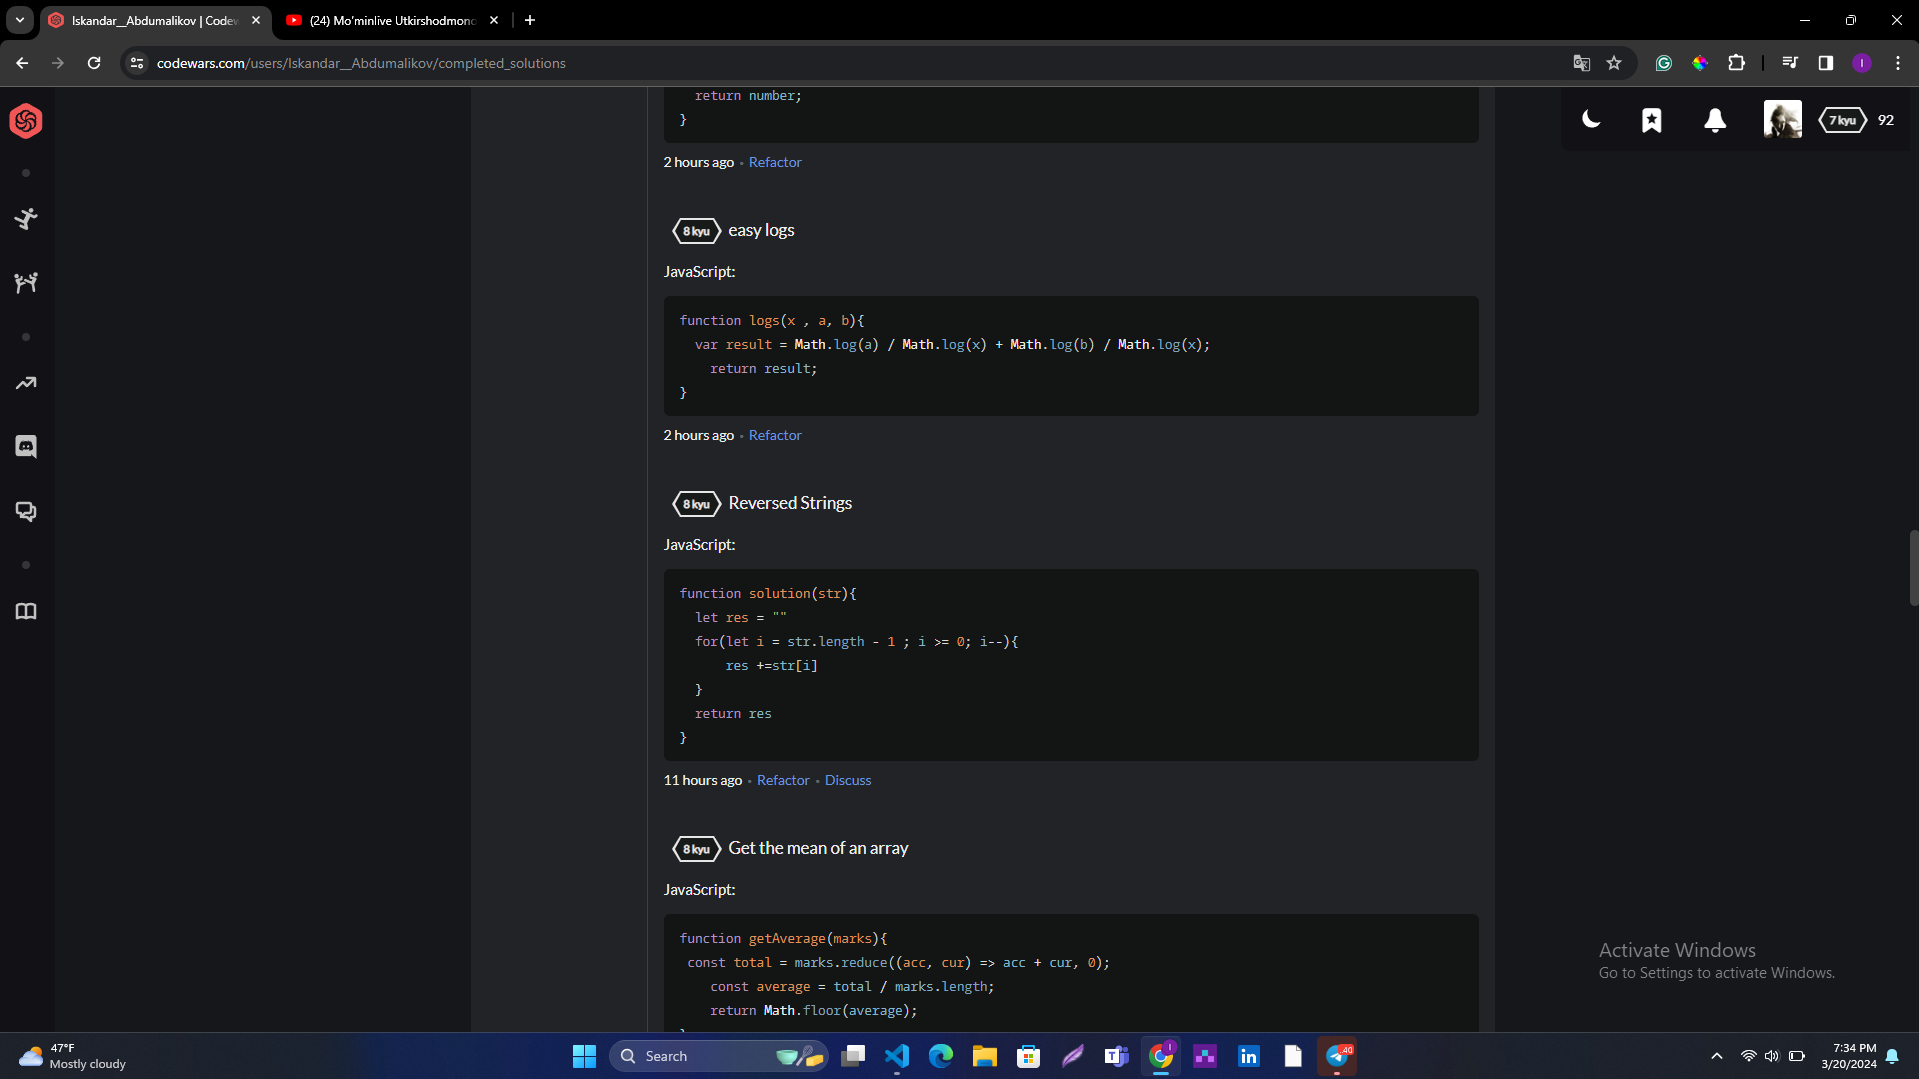 Iskandar__Abdumalikov | Codew
(24) Mo'minlive Utkirshodmono
codewars.com/users/Iskandar__Abdumalikov/completed_solutions
I
return number;
}
7 kyu
92
2 hours ago • Refactor
8 kyu easy logs
JavaScript:
function logs(x , a, b){
var result = Math.log(a) / Math.log(x) + Math.log(b) / Math.log(x);
return result;
}
2 hours ago • Refactor
8 kyu Reversed Strings
JavaScript:
function solution(str){
let res = ""
for(let i = str.length - 1 ; i >= 0; i--){
res +=str[i]
}
return res
}
11 hours ago • Refactor • Discuss
8 kyu Get the mean of an array
JavaScript:
function getAverage(marks){
const total = marks.reduce((acc, cur) => acc + cur, 0);
const average = total / marks.length;
return Math.floor(average);
Activate Windows
Go to Settings to activate Windows.
47°F
Mostly cloudy
Search
40
7:34 PM
3/20/2024